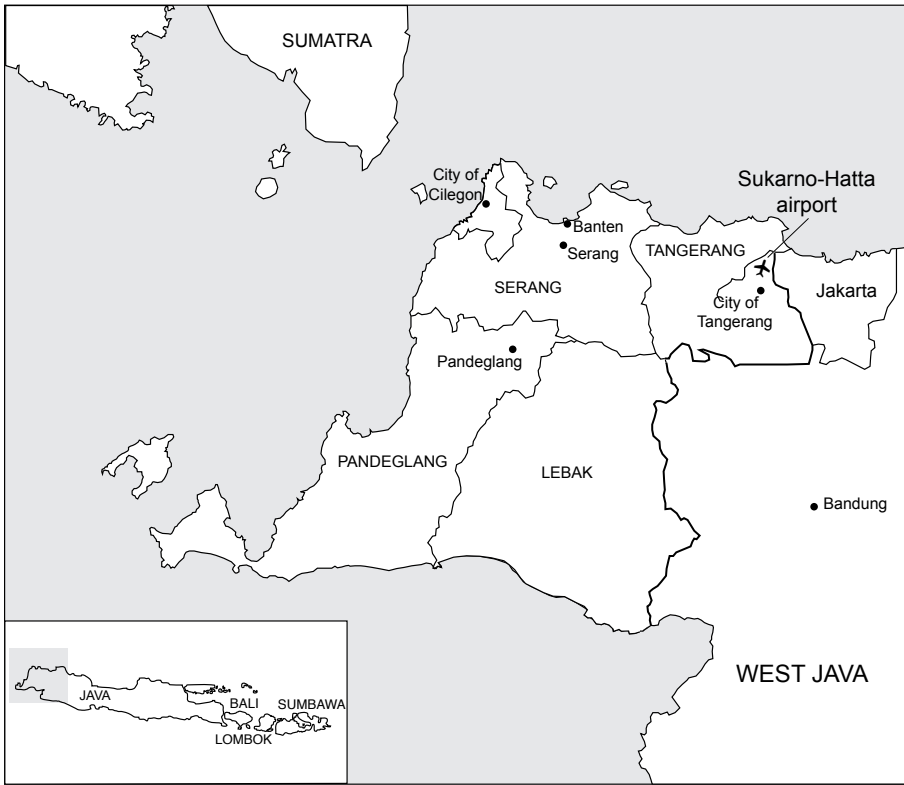 SUMATRA
City of
Cilegon
Sukarno-Hatta
airport
Banten
Serang
TANGERANG
SERANG
City of
Tangerang
Jakarta
Pandeglang
PANDEGLANG
LEBAK
Bandung
WEST JAVA
JAVA
BALI
SUMBAWA
LOMBOK